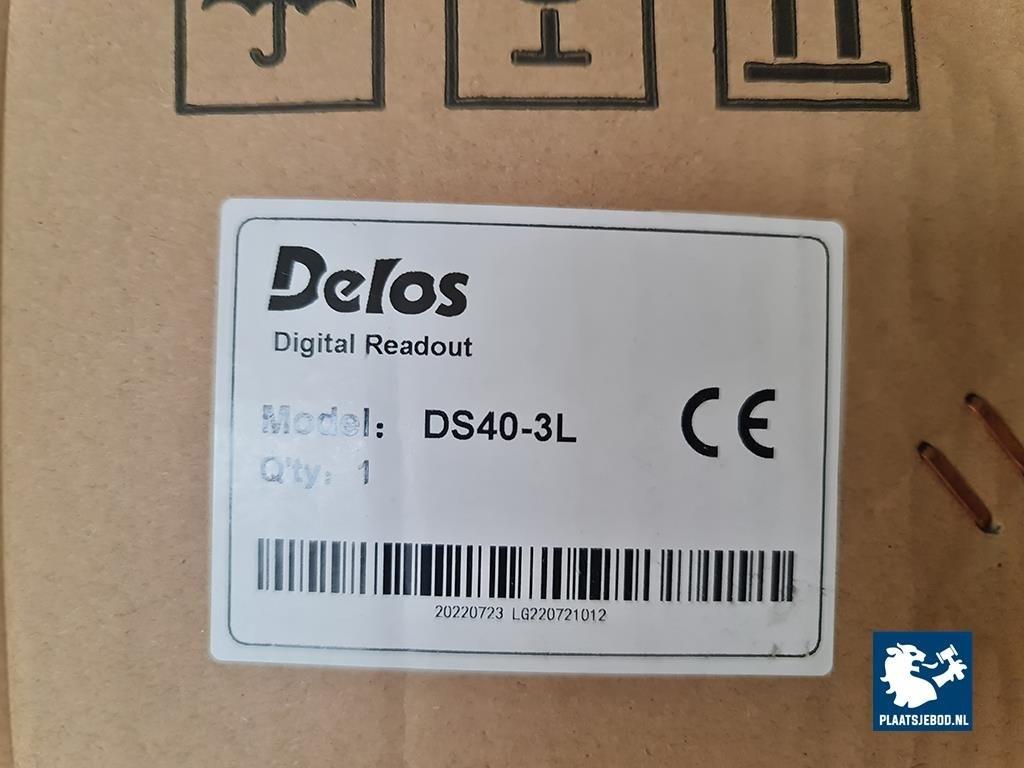 Delos
Digital Readout
Model: DS40-3L
CE
Q'ty: 1
20220723 LG220721012
PLAATSJEBOD.NL